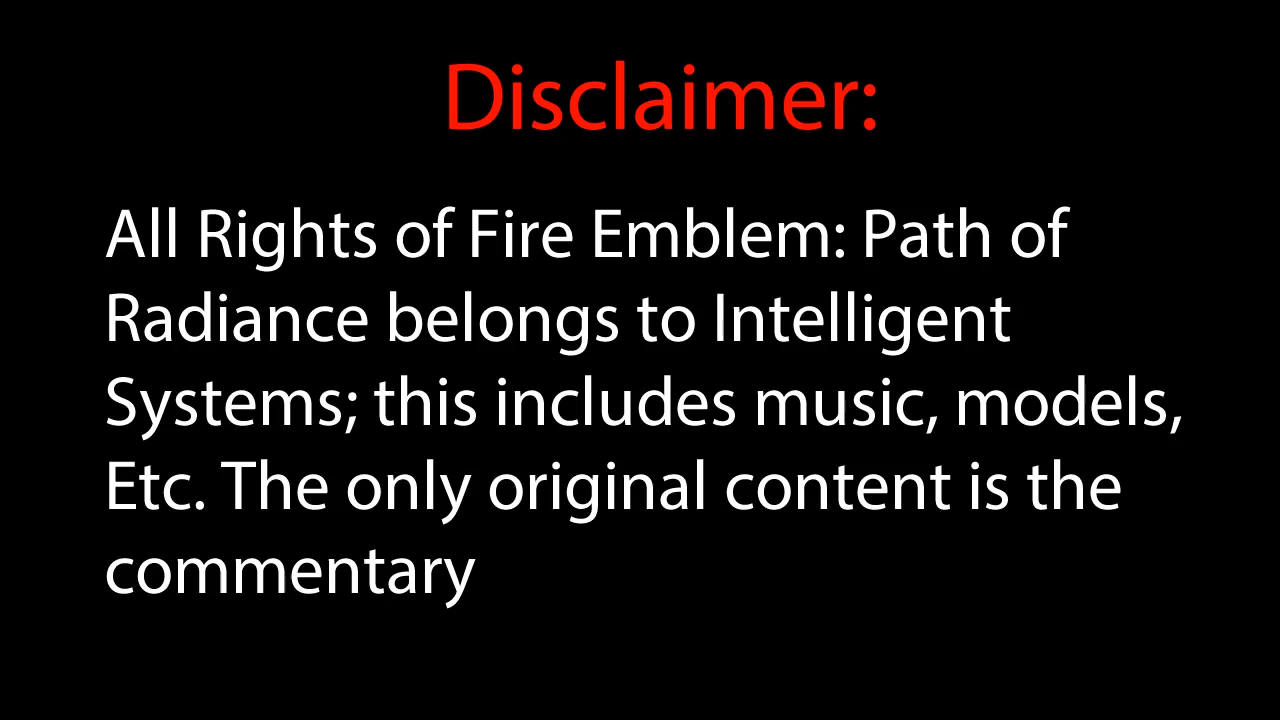 Disclaimer:
All Rights of Fire Emblem: Path of
Radiance belongs to Intelligent
Systems; this includes music, models,
Etc. The only original content is the
commentary